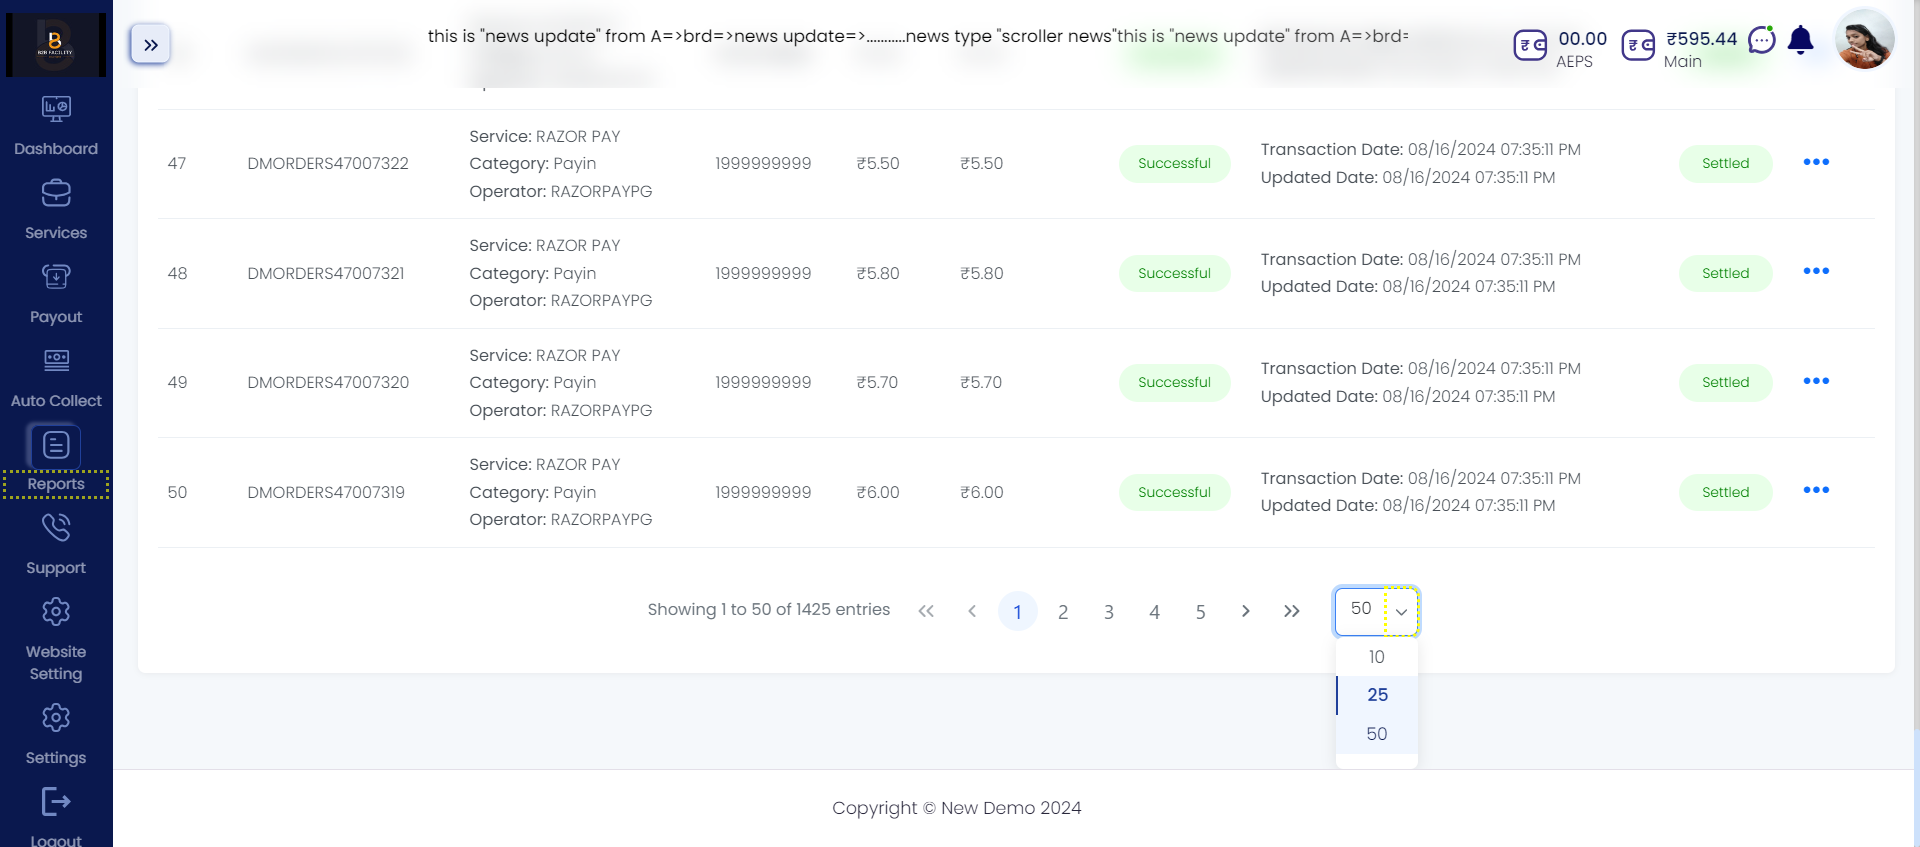 B2B FACILITY
this is "news update" from A=>brd=>news update=>...........news type "scroller news"this is "news update" from A=>brd=
₹ 00.00
AEPS
₹ ₹595.44
Main
Dashboard
Services
Payout
Auto Collect
Reports
Support
Website
Setting
Settings
Logout
47 DMORDERS47007322 Service: RAZOR PAY
Category: Payin
Operator: RAZORPAYPG 1999999999 ₹5.50 ₹5.50 Successful Transaction Date: 08/16/2024 07:35:11 PM
Updated Date: 08/16/2024 07:35:11 PM Settled
48 DMORDERS47007321 Service: RAZOR PAY
Category: Payin
Operator: RAZORPAYPG 1999999999 ₹5.80 ₹5.80 Successful Transaction Date: 08/16/2024 07:35:11 PM
Updated Date: 08/16/2024 07:35:11 PM Settled
49 DMORDERS47007320 Service: RAZOR PAY
Category: Payin
Operator: RAZORPAYPG 1999999999 ₹5.70 ₹5.70 Successful Transaction Date: 08/16/2024 07:35:11 PM
Updated Date: 08/16/2024 07:35:11 PM Settled
50 DMORDERS47007319 Service: RAZOR PAY
Category: Payin
Operator: RAZORPAYPG 1999999999 ₹6.00 ₹6.00 Successful Transaction Date: 08/16/2024 07:35:11 PM
Updated Date: 08/16/2024 07:35:11 PM Settled
Showing 1 to 50 of 1425 entries « ‹ 1 2 3 4 5 › » 50
10
25
50
Copyright © New Demo 2024